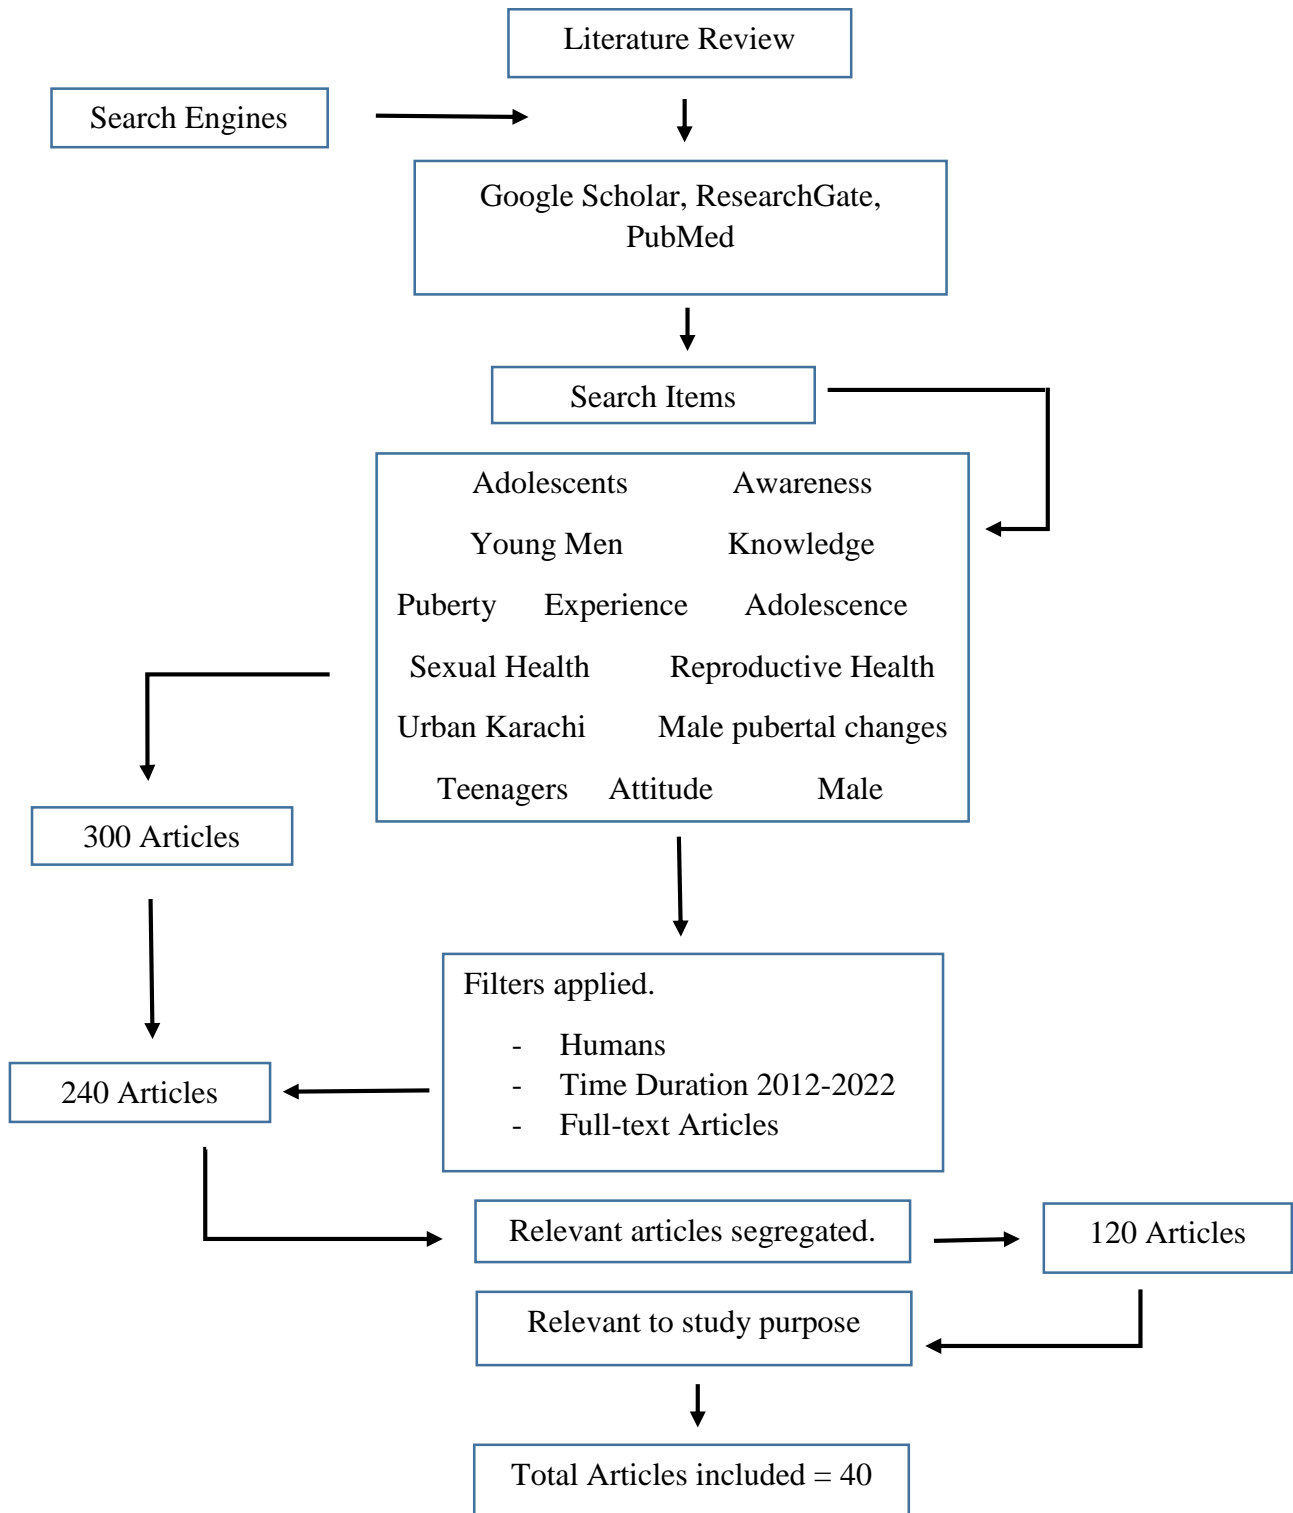 Literature Review
Search Engines
Google Scholar, ResearchGate,
PubMed
Search Items
Adolescents Awareness
Young Men Knowledge
Puberty Experience Adolescence
Sexual Health Reproductive Health
Urban Karachi Male pubertal changes
Teenagers Attitude Male
300 Articles
Filters applied.
- Humans
- Time Duration 2012-2022
- Full-text Articles
240 Articles
Relevant articles segregated.
120 Articles
Relevant to study purpose
Total Articles included = 40